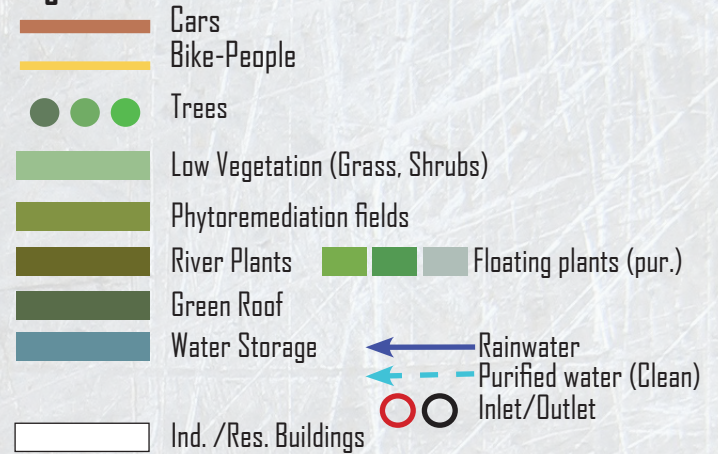 Cars
Bike-People
Trees
Low Vegetation (Grass, Shrubs)
Phytoremediation fields
River Plants
Floating plants (pur.)
Green Roof
Water Storage
Rainwater
Purified water (Clean)
Inlet/Outlet
Ind. /Res. Buildings